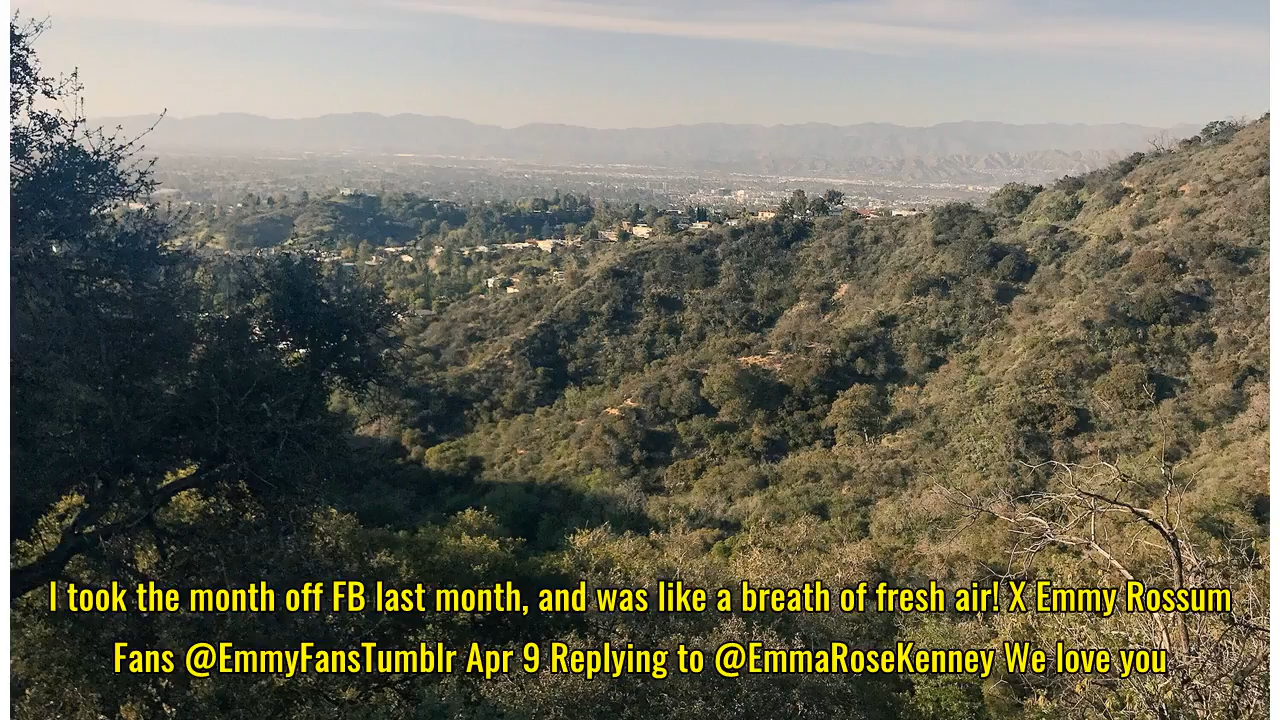 I took the month off FB last month, and was like a breath of fresh air! X Emmy Rossum
Fans @EmmyFansTumblr Apr 9 Replying to @EmmaRoseKenney We love you